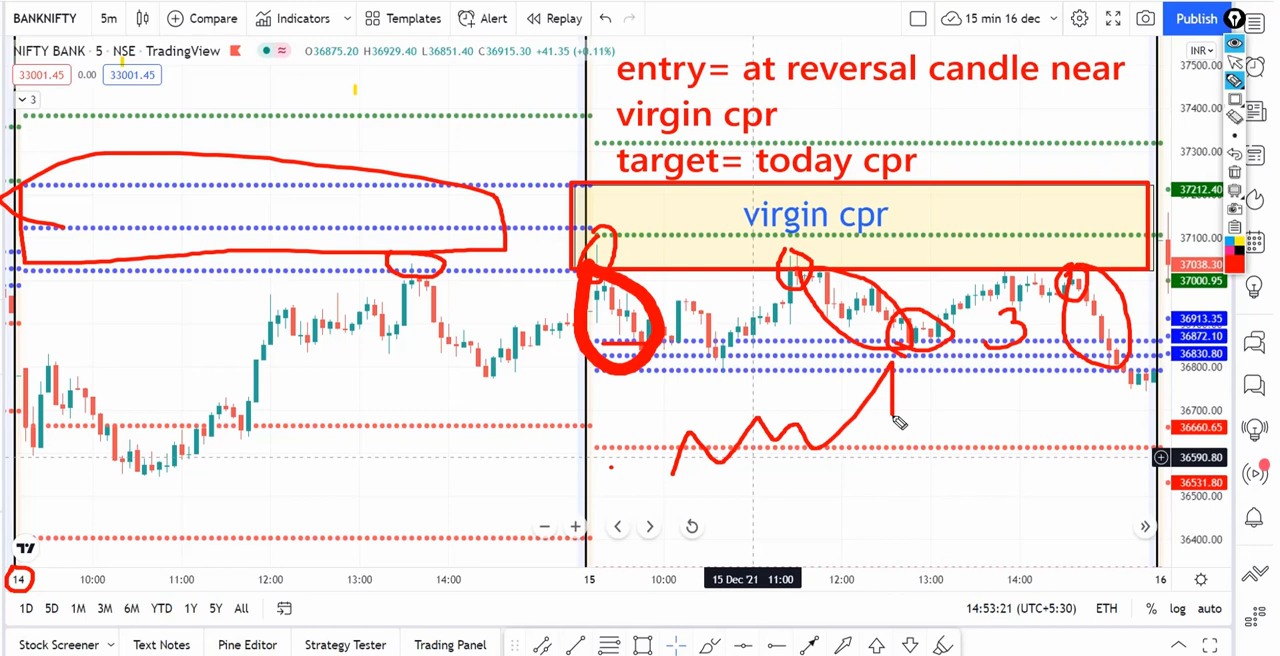 BANKNIFTY 5m Compare Indicators Templates Alert Replay 15 min 16 dec Publish
NIFTY BANK · 5 · NSE · TradingView O36875.20 H36929.40 L36851.40 C36915.30 +41.35 (+0.11%) INR
33001.45 0.00 33001.45
3
entry= at reversal candle near
virgin cpr
target= today cpr
virgin cpr
3
37500.00
37400.00
37300.00
37212.40
37100.00
37038.30
37000.95
36913.35
36872.10
36830.80
36800.00
36700.00
36660.65
36590.80
36531.80
36500.00
36400.00
14 10:00 11:00 12:00 13:00 14:00 15 10:00 15 Dec '21 11:00 12:00 13:00 14:00 16
1D 5D 1M 3M 6M YTD 1Y 5Y All 14:53:21 (UTC+5:30) ETH % log auto
Stock Screener Text Notes Pine Editor Strategy Tester Trading Panel